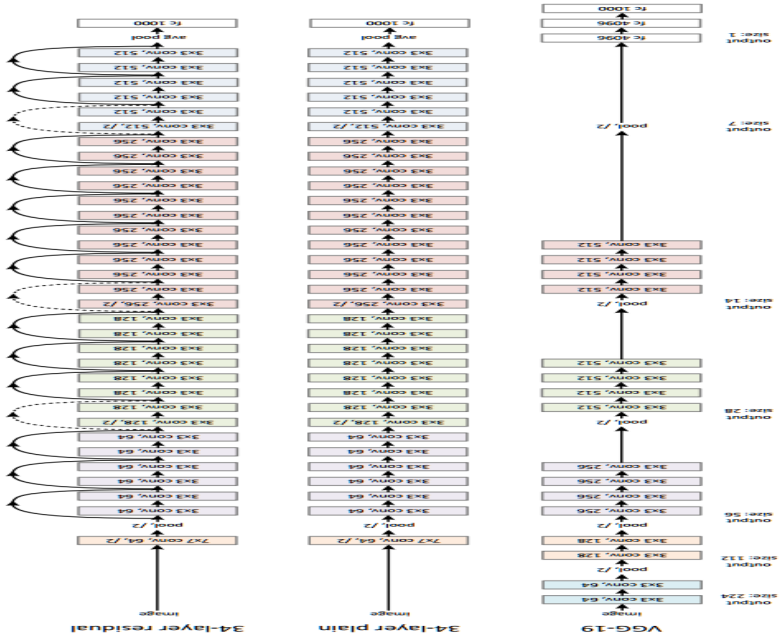 VGG-19
34-layer plain
34-layer residual
output
size: 224
output
size: 112
output
size: 56
output
size: 28
output
size: 14
output
size: 7
output
size: 1
image
3x3 conv, 64
3x3 conv, 64
pool, /2
3x3 conv, 128
3x3 conv, 128
pool, /2
3x3 conv, 256
3x3 conv, 256
3x3 conv, 256
3x3 conv, 256
pool, /2
3x3 conv, 512
3x3 conv, 512
3x3 conv, 512
3x3 conv, 512
pool, /2
3x3 conv, 512
3x3 conv, 512
3x3 conv, 512
3x3 conv, 512
pool, /2
fc 4096
fc 4096
fc 1000
image
7x7 conv, 64, /2
pool, /2
3x3 conv, 64
3x3 conv, 64
3x3 conv, 64
3x3 conv, 64
3x3 conv, 64
3x3 conv, 64
3x3 conv, 128, /2
3x3 conv, 128
3x3 conv, 128
3x3 conv, 128
3x3 conv, 128
3x3 conv, 128
3x3 conv, 128
3x3 conv, 128
3x3 conv, 256, /2
3x3 conv, 256
3x3 conv, 256
3x3 conv, 256
3x3 conv, 256
3x3 conv, 256
3x3 conv, 256
3x3 conv, 256
3x3 conv, 256
3x3 conv, 256
3x3 conv, 256
3x3 conv, 256
3x3 conv, 512, /2
3x3 conv, 512
3x3 conv, 512
3x3 conv, 512
3x3 conv, 512
3x3 conv, 512
avg pool
fc 1000
image
7x7 conv, 64, /2
pool, /2
3x3 conv, 64
3x3 conv, 64
3x3 conv, 64
3x3 conv, 64
3x3 conv, 64
3x3 conv, 64
3x3 conv, 128, /2
3x3 conv, 128
3x3 conv, 128
3x3 conv, 128
3x3 conv, 128
3x3 conv, 128
3x3 conv, 128
3x3 conv, 128
3x3 conv, 256, /2
3x3 conv, 256
3x3 conv, 256
3x3 conv, 256
3x3 conv, 256
3x3 conv, 256
3x3 conv, 256
3x3 conv, 256
3x3 conv, 256
3x3 conv, 256
3x3 conv, 256
3x3 conv, 256
3x3 conv, 512, /2
3x3 conv, 512
3x3 conv, 512
3x3 conv, 512
3x3 conv, 512
3x3 conv, 512
avg pool
fc 1000